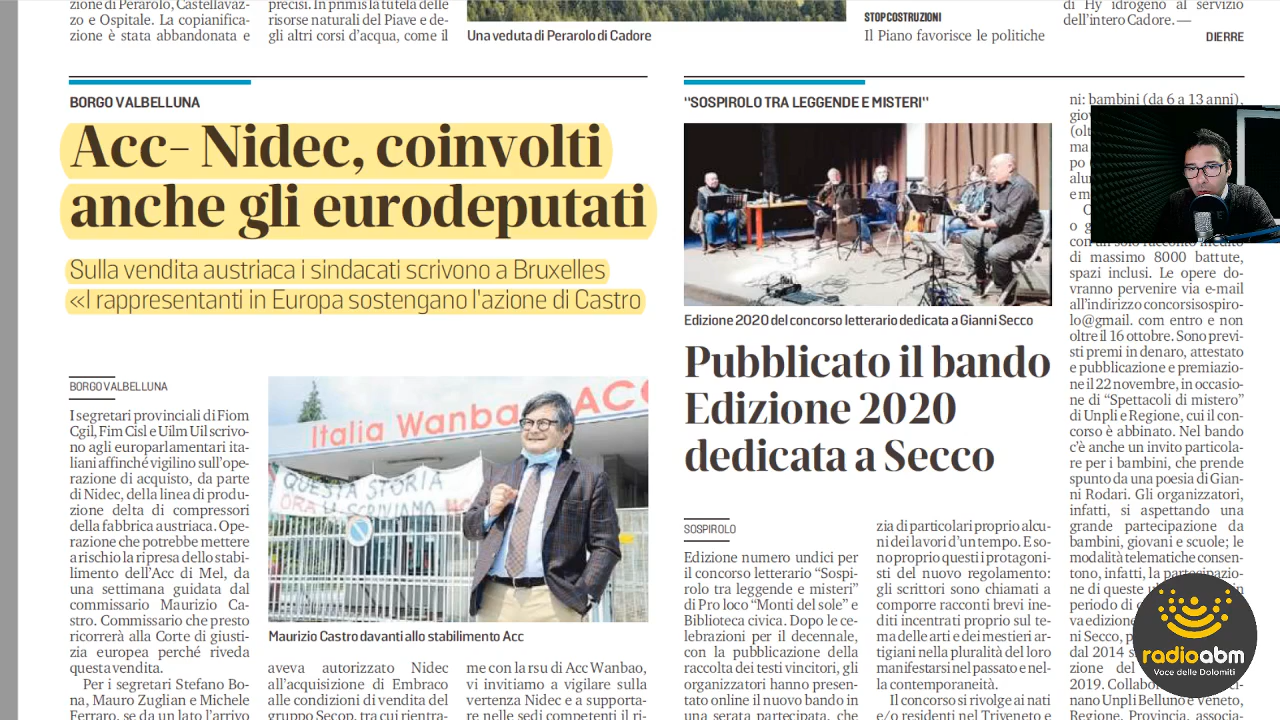 zione di Perarolo, Castellavaz-
zo e Ospitale. La copianifica-
zione è stata abbandonata e
precisi. In primis la tutela delle
risorse naturali del Piave e de-
gli altri corsi d'acqua, come il
Una veduta di Perarolo di Cadore
STOP COSTRUZIONI
Il Piano favorisce le politiche
di Hy idrogeno al servizio
dell'intero Cadore. —
DIERRE
BORGO VALBELLUNA
Acc- Nidec, coinvolti
anche gli eurodeputati
Sulla vendita austriaca i sindacati scrivono a Bruxelles
«I rappresentanti in Europa sostengano l'azione di Castro
BORGO VALBELLUNA
I segretari provinciali di Fiom
Cgil, Fim Cisl e Uilm Uil scrivo-
no agli europarlamentari ita-
liani affinché vigilino sull'ope-
razione di acquisto, da parte
di Nidec, della linea di produ-
zione delta di compressori
della fabbrica austriaca. Ope-
razione che potrebbe mettere
a rischio la ripresa dello stabi-
limento dell'Acc di Mel, da
una settimana guidata dal
commissario Maurizio Ca-
stro. Commissario che presto
ricorrerà alla Corte di giusti-
zia europea perché riveda
questa vendita.
Per i segretari Stefano Bo-
na, Mauro Zuglian e Michele
Ferraro, se da un lato l'arrivo
Italia Wanbao ACC
QUESTA STORIA
ORA LA SCRIVIAMO
Maurizio Castro davanti allo stabilimento Acc
aveva autorizzato Nidec
all'acquisizione di Embraco
alle condizioni di vendita del
gruppo Secop, tra cui rientra-
per con la rsu di Acc Wanbao,
vi invitiamo a vigilare sulla
vertenza Nidec e a supporta-
re nelle sedi competenti il ri-
"SOSPIROLO TRA LEGGENDE E MISTERI"
Edizione 2020 del concorso letterario dedicata a Gianni Secco
Pubblicato il bando
Edizione 2020
dedicata a Secco
SOSPIROLO
Edizione numero undici per
il concorso letterario "Sospi-
rolo tra leggende e misteri"
di Pro loco "Monti del sole" e
Biblioteca civica. Dopo le ce-
lebrazioni per il decennale,
con la pubblicazione della
raccolta dei testi vincitori, gli
organizzatori hanno presen-
tato online il nuovo bando in
una serata partecipata, che
zia di particolari proprio alcu-
ni dei lavori d'un tempo. E so-
no proprio questi i protagoni-
sti del nuovo regolamento:
gli scrittori sono chiamati a
comporre racconti brevi ine-
diti incentrati proprio sul te-
ma delle arti e dei mestieri ar-
tigiani nella pluralità del loro
manifestarsi nel passato e nel-
la contemporaneità.
Il concorso si rivolge ai nati
e/o residenti nel Triveneto e
ni: bambini (da 6 a 13 anni),
di massimo 8000 battute,
spazi inclusi. Le opere do-
vranno pervenire via e-mail
all'indirizzo concorsisospiro-
lo@gmail. com entro e non
oltre il 16 ottobre. Sono previ-
sti premi in denaro, attestato
e pubblicazione e premiazio-
ne il 22 novembre, in occasio-
ne di "Spettacoli di mistero"
di Unpli e Regione, cui il con-
corso è abbinato. Nel bando
c'è anche un invito particola-
re per i bambini, che prende
spunto da una poesia di Gian-
ni Rodari. Gli organizzatori,
infatti, si aspettando una
grande partecipazione da
bambini, giovani e scuole; le
modalità telematiche consen-
tono, infatti, la partecipazio-
ne di queste
periodo di
va edizione
ni Secco,
dal 2014
zione del
2019.
nano Unpli Belluno e Veneto,
Regione, Provincia, associa-
radioabm
Voce delle Dolomiti